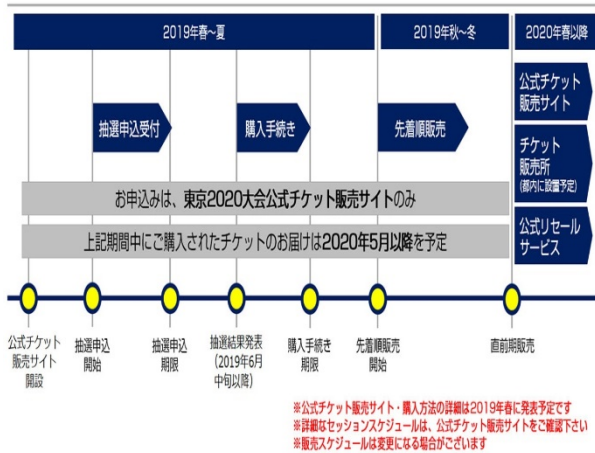 2019年春～夏
2019年秋～冬
2020年春以降
抽選申込受付
購入手続き
先着順販売
公式チケット
販売サイト
チケット
販売所
(都内に設置予定)
公式リセール
サービス
お申込みは、東京2020大会公式チケット販売サイトのみ
上記期間中にご購入されたチケットのお届けは2020年5月以降を予定
公式チケット
販売サイト
開設
抽選申込
開始
抽選申込
期限
抽選結果発表
(2019年6月
中旬以降)
購入手続き
期限
先着順販売
開始
直前期販売
※公式チケット販売サイト・購入方法の詳細は2019年春に発表予定です
※詳細なセッションスケジュールは、公式チケット販売サイトをご確認下さい
※販売スケジュールは変更になる場合がございます